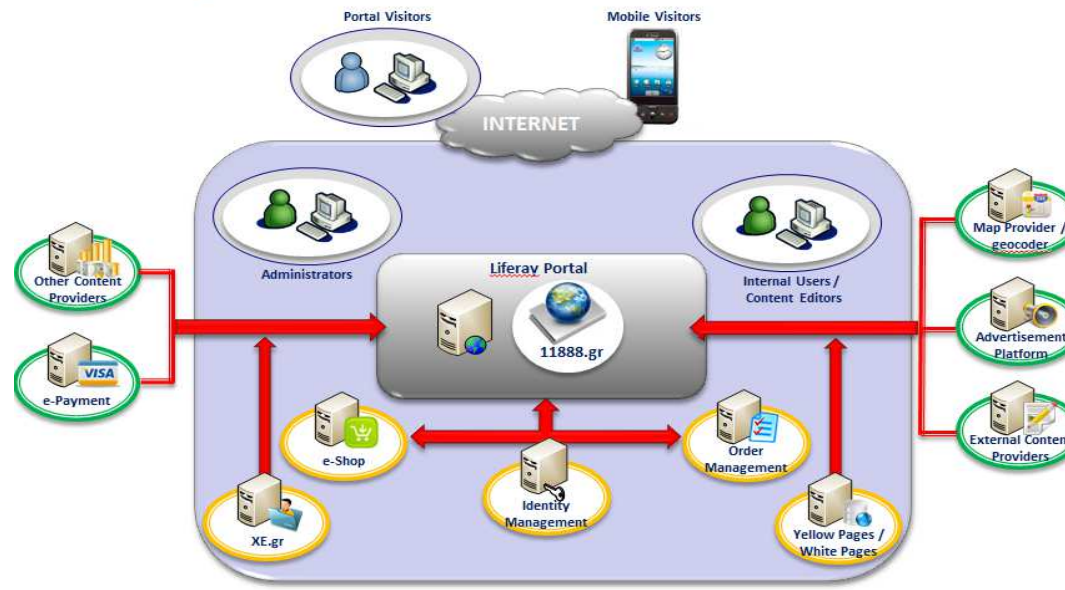 Portal Visitors
Mobile Visitors
INTERNET
Administrators
Internal Users /
Content Editors
Liferay Portal
11888.gr
Other Content
Providers
VISA
e-Payment
Map Provider /
geocoder
Advertisement
Platform
External Content
Providers
e-Shop
Order
Management
Identity
Management
XE.gr
Yellow Pages /
White Pages